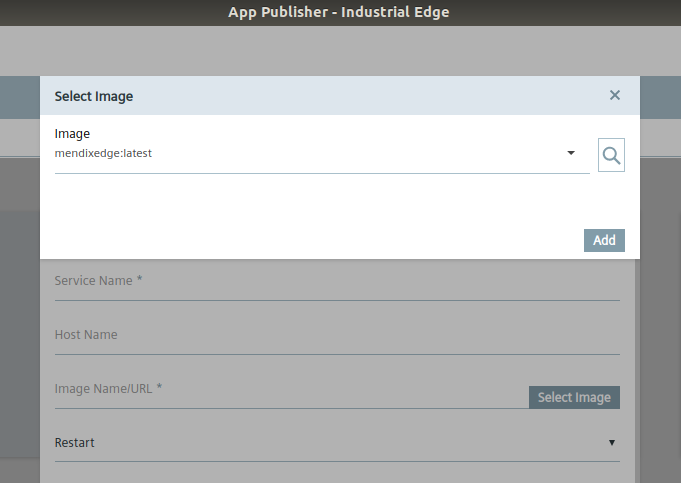 App Publisher - Industrial Edge
Select Image
Image
mendixedge:latest
Add
Service Name *
Host Name
Image Name/URL *
Select Image
Restart